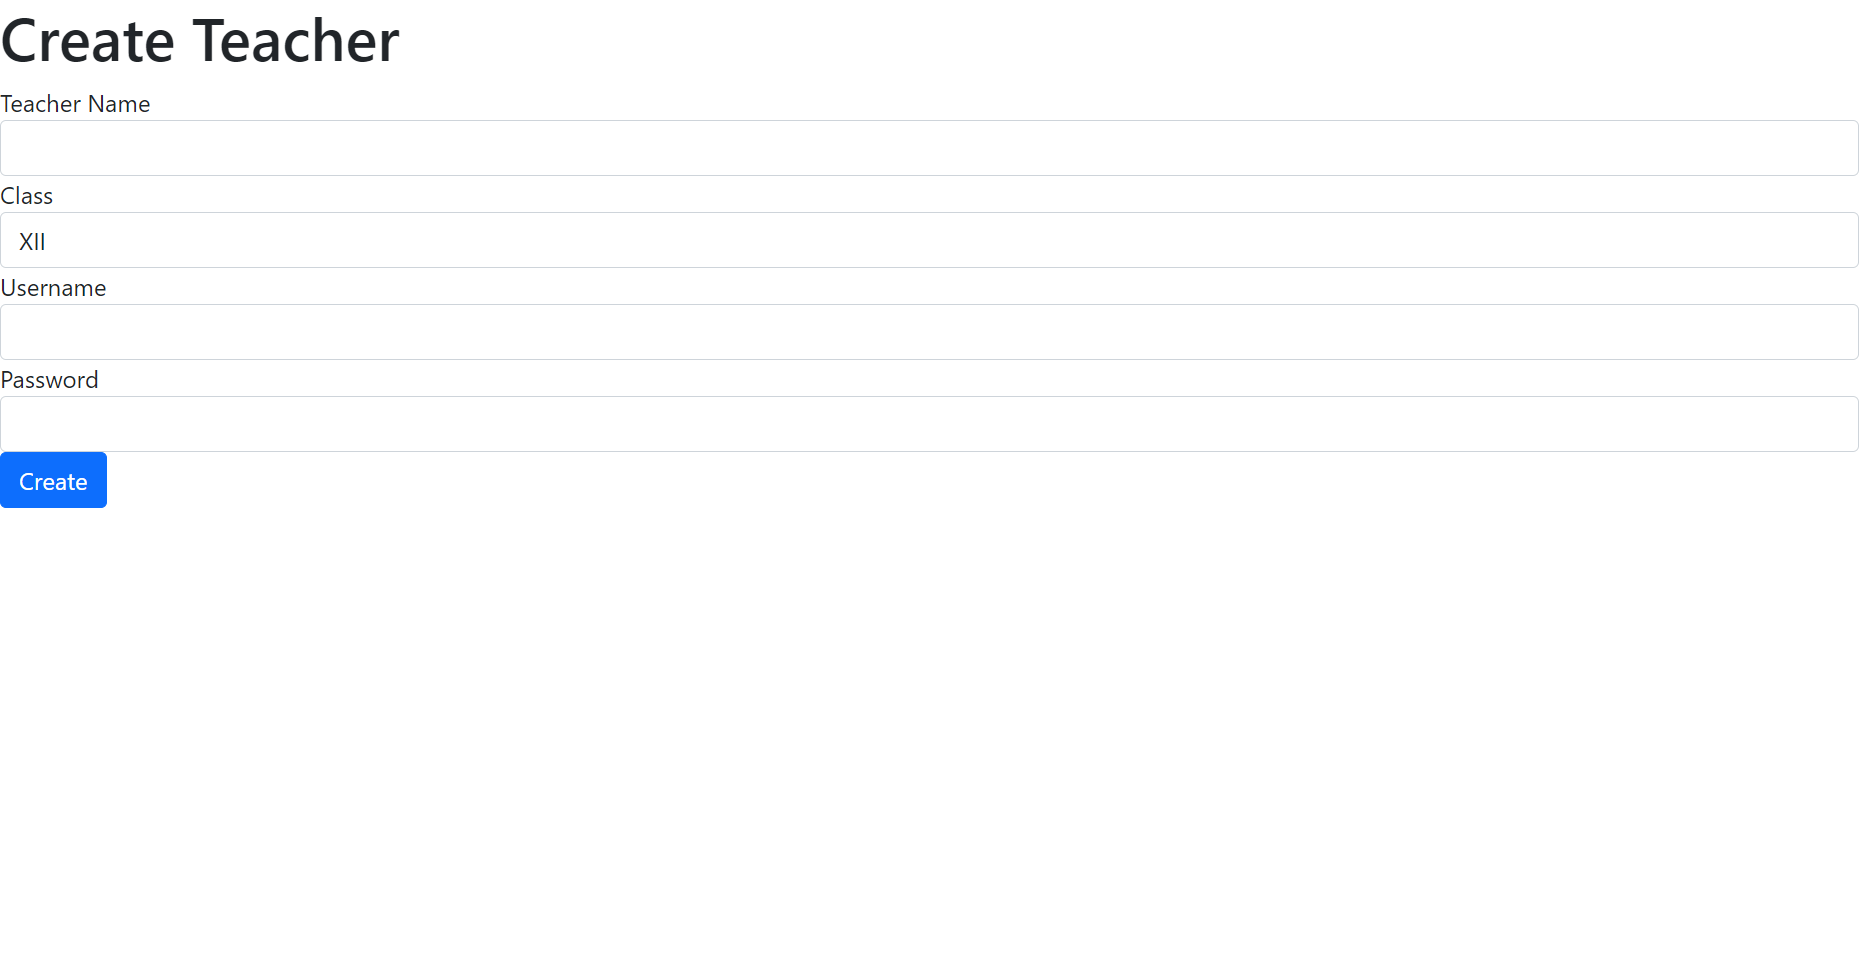 Create Teacher
Teacher Name
Class
XII
Username
Password
Create